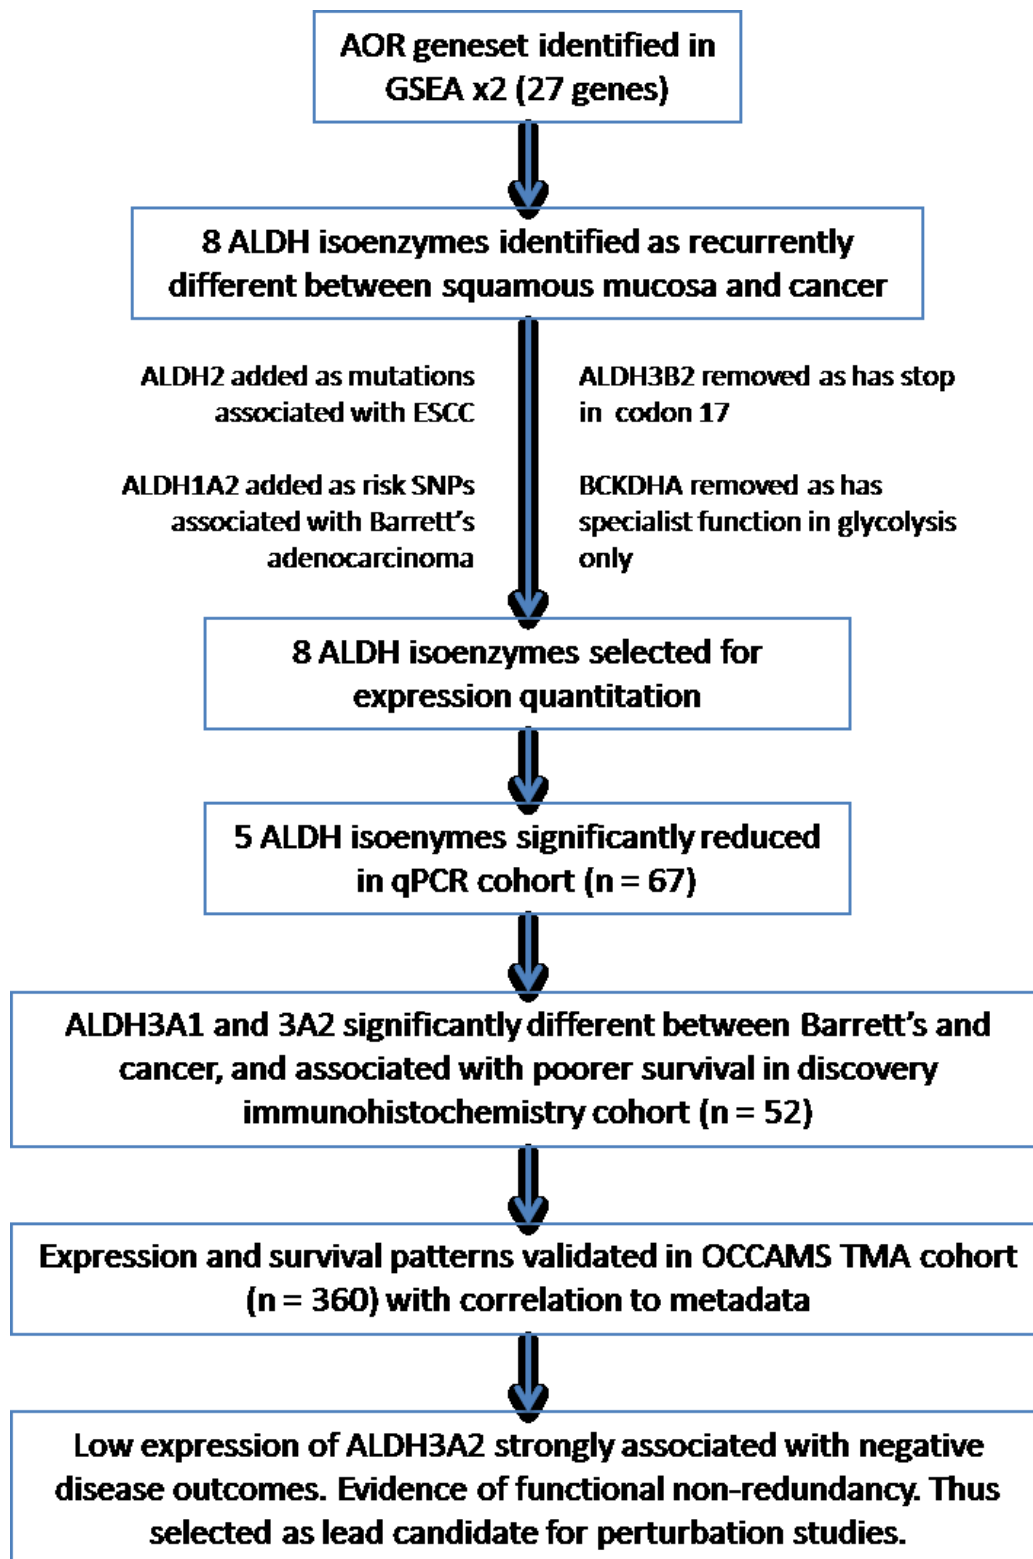 AOR geneset identified in
GSEA x2 (27 genes)
8 ALDH isoenzymes identified as recurrently
different between squamous mucosa and cancer
ALDH2 added as mutations
associated with ESCC
ALDH1A2 added as risk SNPs
associated with Barrett's
adenocarcinoma
ALDH3B2 removed as has stop
in codon 17
BCKDHA removed as has
specialist function in glycolysis
only
8 ALDH isoenzymes selected for
expression quantitation
5 ALDH isoenymes significantly reduced
in qPCR cohort (n = 67)
ALDH3A1 and 3A2 significantly different between Barrett's and
cancer, and associated with poorer survival in discovery
immunohistochemistry cohort (n = 52)
Expression and survival patterns validated in OCCAMS TMA cohort
(n = 360) with correlation to metadata
Low expression of ALDH3A2 strongly associated with negative
disease outcomes. Evidence of functional non-redundancy. Thus
selected as lead candidate for perturbation studies.